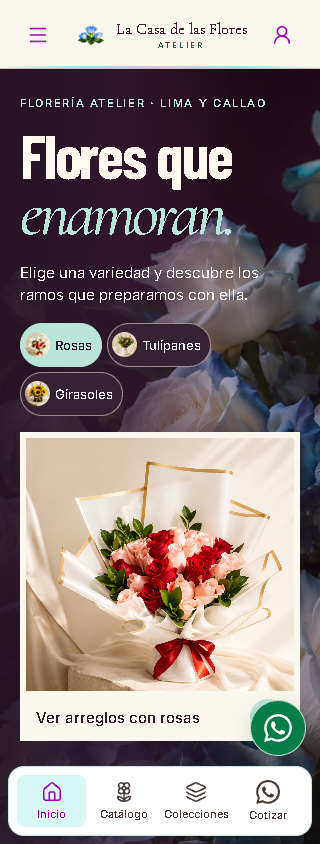 La Casa de las Flores
ATELIER
FLORERÍA ATELIER · LIMA Y CALLAO
Flores que
enamoran.
Elige una variedad y descubre los
ramos que preparamos con ella.
Rosas
Tulipanes
Girasoles
Ver arreglos con rosas
Inicio
Catálogo
Colecciones
Cotizar